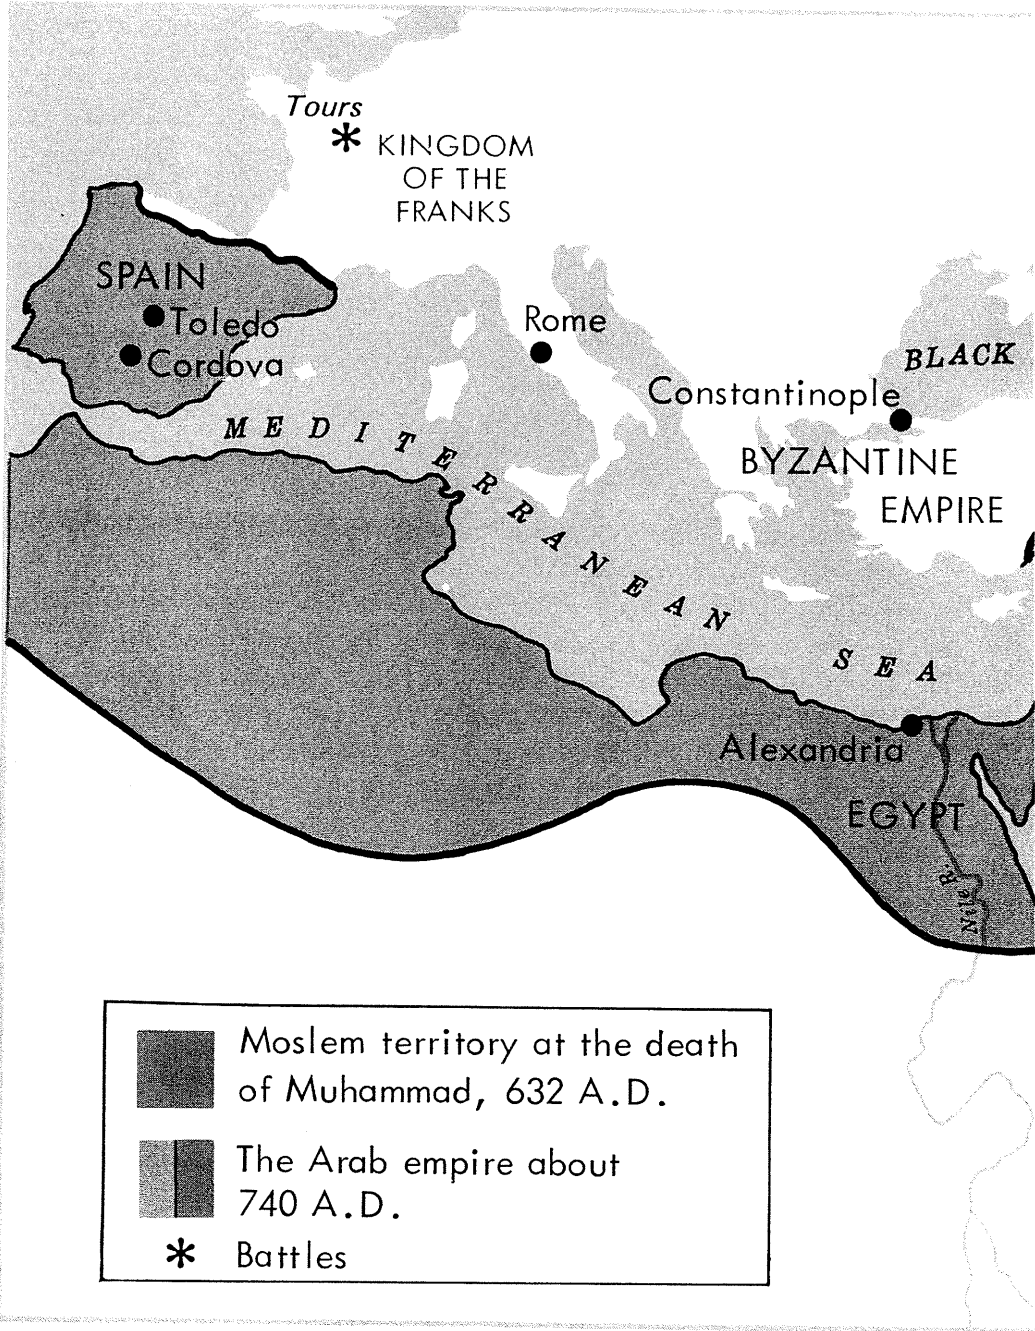 Tours
KINGDOM
OF THE
FRANKS
SPAIN
Toledo
Cordova
Rome
BLACK
Constantinople
MEDITERRANEAN SEA
BYZANTINE
EMPIRE
Alexandria
EGYPT
Nile R.
Moslem territory at the death
of Muhammad, 632 A.D.
The Arab empire about
740 A.D.
* Battles